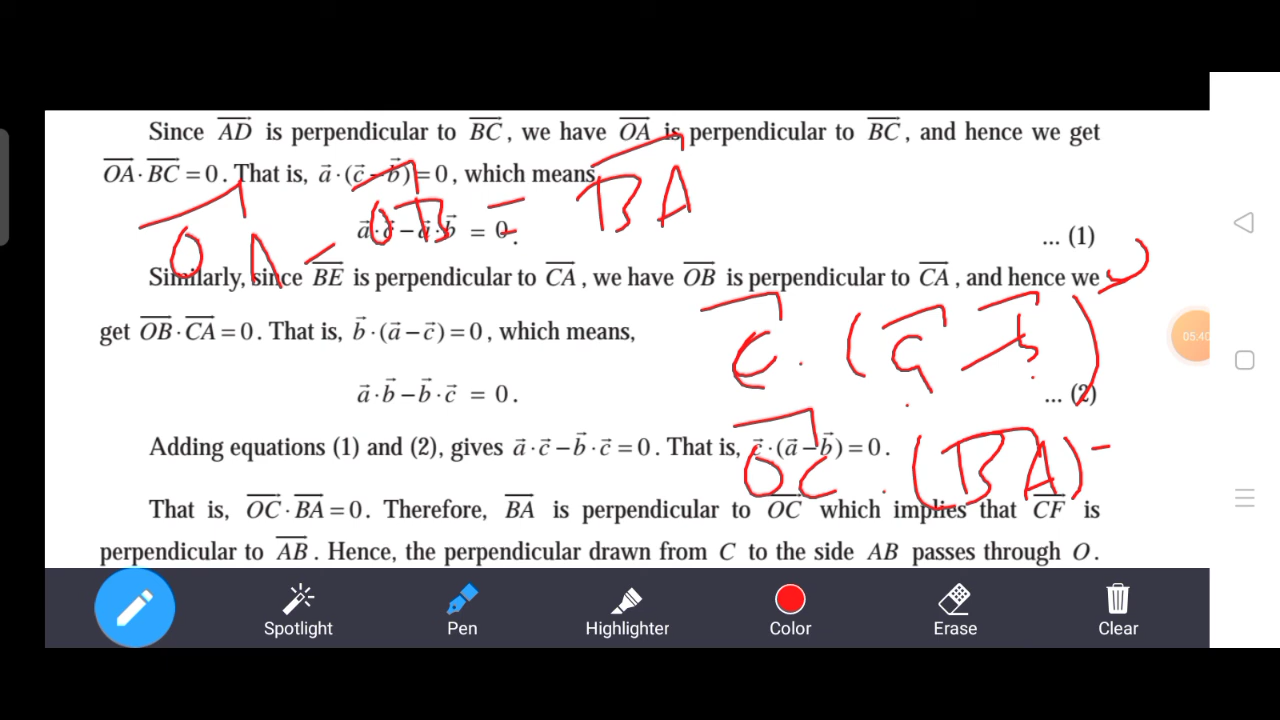 Since AD is perpendicular to BC, we have OA is perpendicular to BC, and hence we get
OA · BC = 0. That is, a⃗ · (c⃗ − b⃗) = 0, which means,
a⃗ · c⃗ − a⃗ · b⃗ = 0. ... (1)
OA − OB = BA
Similarly, since BE is perpendicular to CA, we have OB is perpendicular to CA, and hence we
get OB · CA = 0. That is, b⃗ · (a⃗ − c⃗) = 0, which means,
c⃗ · (a⃗ − b⃗)
a⃗ · b⃗ − b⃗ · c⃗ = 0. ... (2)
Adding equations (1) and (2), gives a⃗ · c⃗ − b⃗ · c⃗ = 0. That is, c⃗ · (a⃗ − b⃗) = 0.
OC · (BA) =
That is, OC · BA = 0. Therefore, BA is perpendicular to OC which implies that CF is
perpendicular to AB. Hence, the perpendicular drawn from C to the side AB passes through O.
05:40
Spotlight Pen Highlighter Color Erase Clear